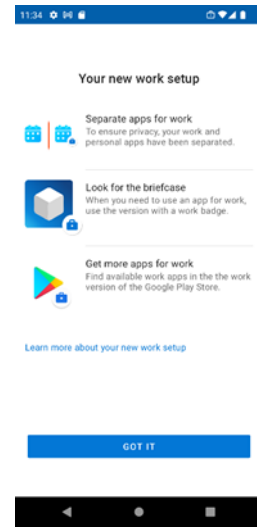 11:34
Your new work setup
Separate apps for work
To ensure privacy, your work and
personal apps have been separated.
Look for the briefcase
When you need to use an app for work,
use the version with a work badge.
Get more apps for work
Find available work apps in the the work
version of the Google Play Store.
Learn more about your new work setup
GOT IT